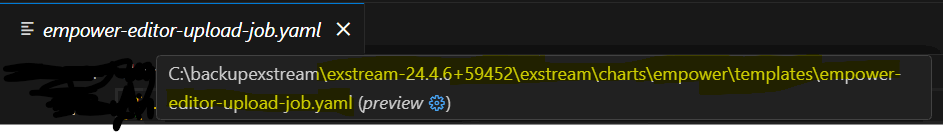 empower-editor-upload-job.yaml
C:\backupexstream\exstream-24.4.6+59452\exstream\charts\empower\templates\empower-
editor-upload-job.yaml (preview)